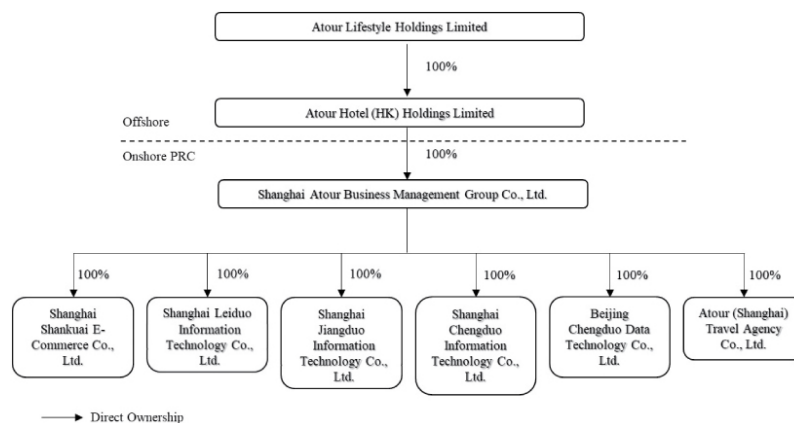 Atour Lifestyle Holdings Limited
100%
Atour Hotel (HK) Holdings Limited
Offshore
Onshore PRC
100%
Shanghai Atour Business Management Group Co., Ltd.
100%
100%
100%
100%
100%
100%
Shanghai
Shankuai E-
Commerce Co.,
Ltd.
Shanghai Leiduo
Information
Technology Co.,
Ltd.
Shanghai
Jiangduo
Information
Technology Co.,
Ltd.
Shanghai
Chengduo
Information
Technology Co.,
Ltd.
Beijing
Chengduo Data
Technology Co.,
Ltd.
Atour (Shanghai)
Travel Agency
Co., Ltd.
Direct Ownership